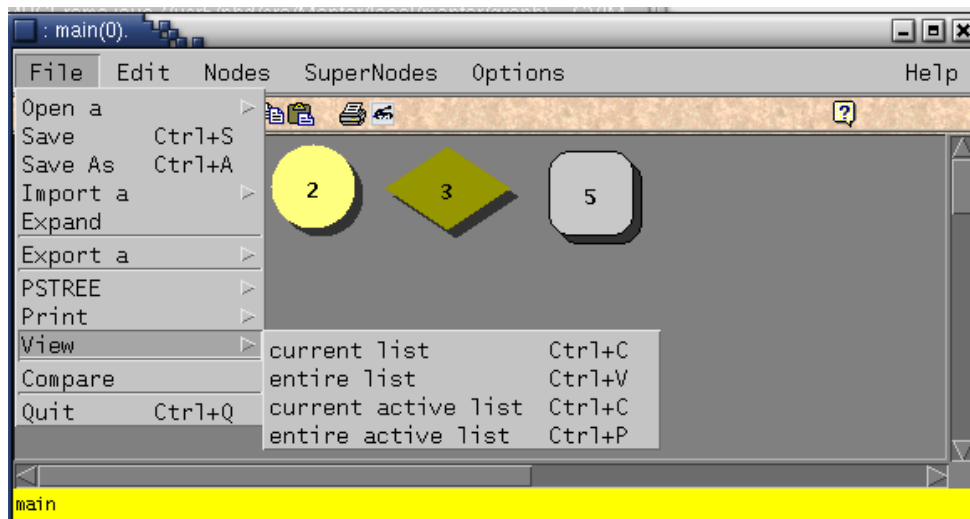 : main(0).
File Edit Nodes SuperNodes Options Help
Open a
Save Ctrl+S
Save As Ctrl+A
Import a
Expand
Export a
PSTREE
Print
View
Compare
Quit Ctrl+Q
current list Ctrl+C
entire list Ctrl+V
current active list Ctrl+C
entire active list Ctrl+P
?
2 3 5
main